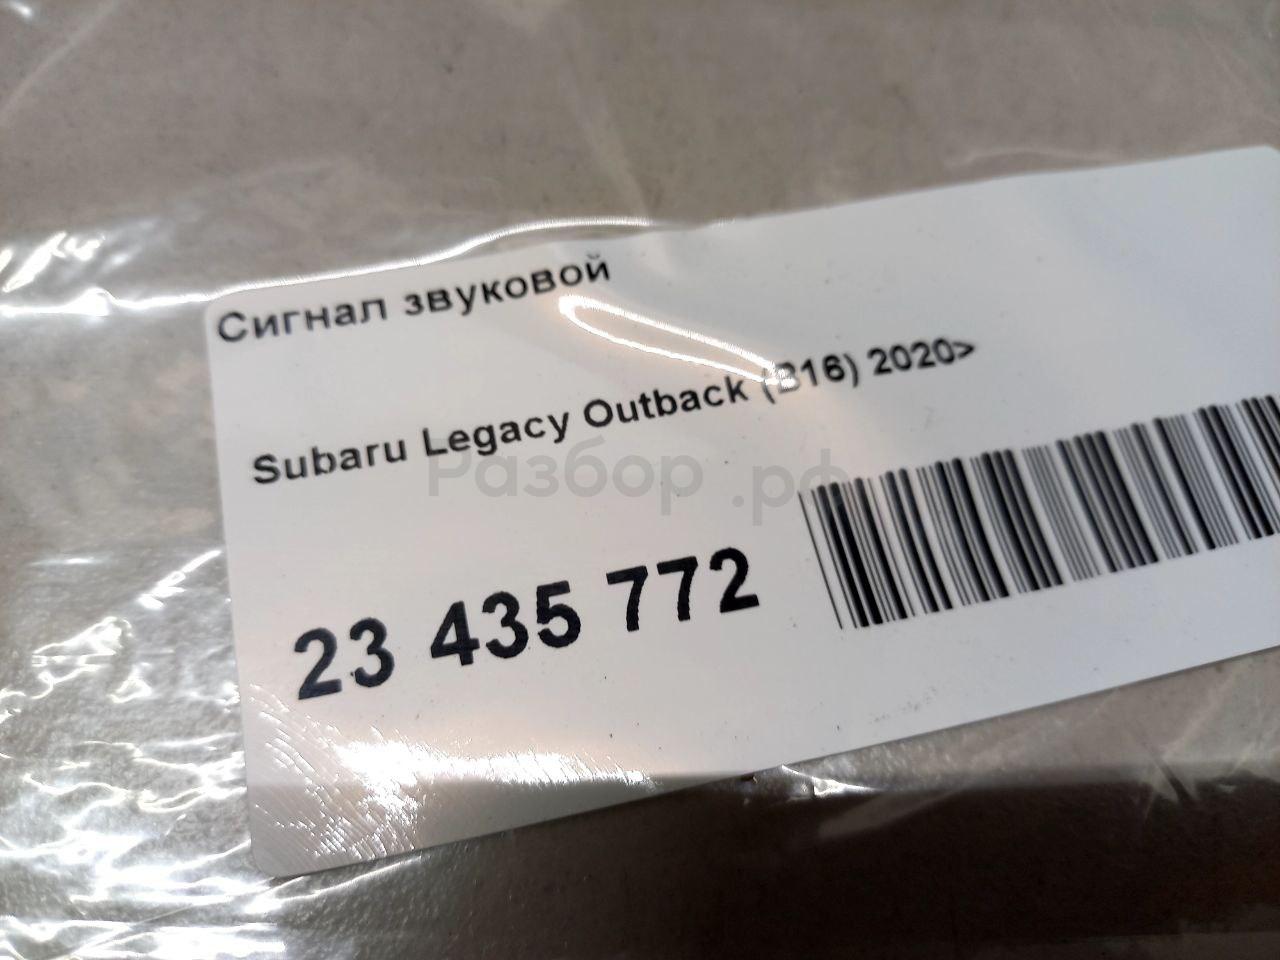 Сигнал звуковой
Subaru Legacy Outback (B16) 2020>
Разбор.рф
23 435 772